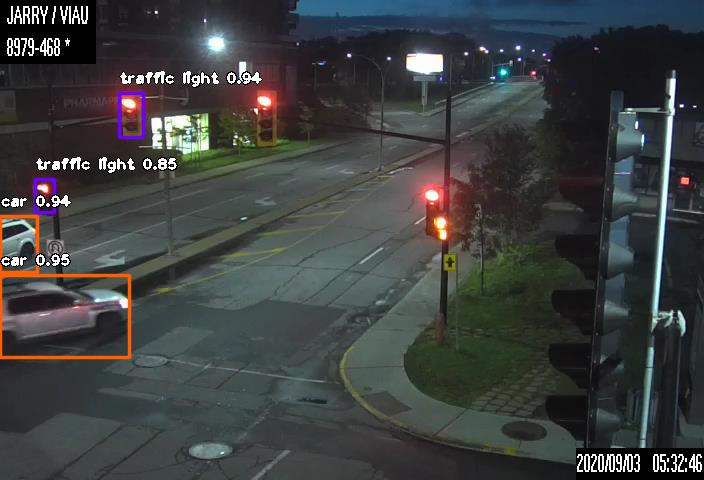 JARRY / VIAU
8979-468 *
traffic light 0.94
PHARMAP
traffic light 0.85
car 0.94
car 0.95
2020/09/03 05:32:46